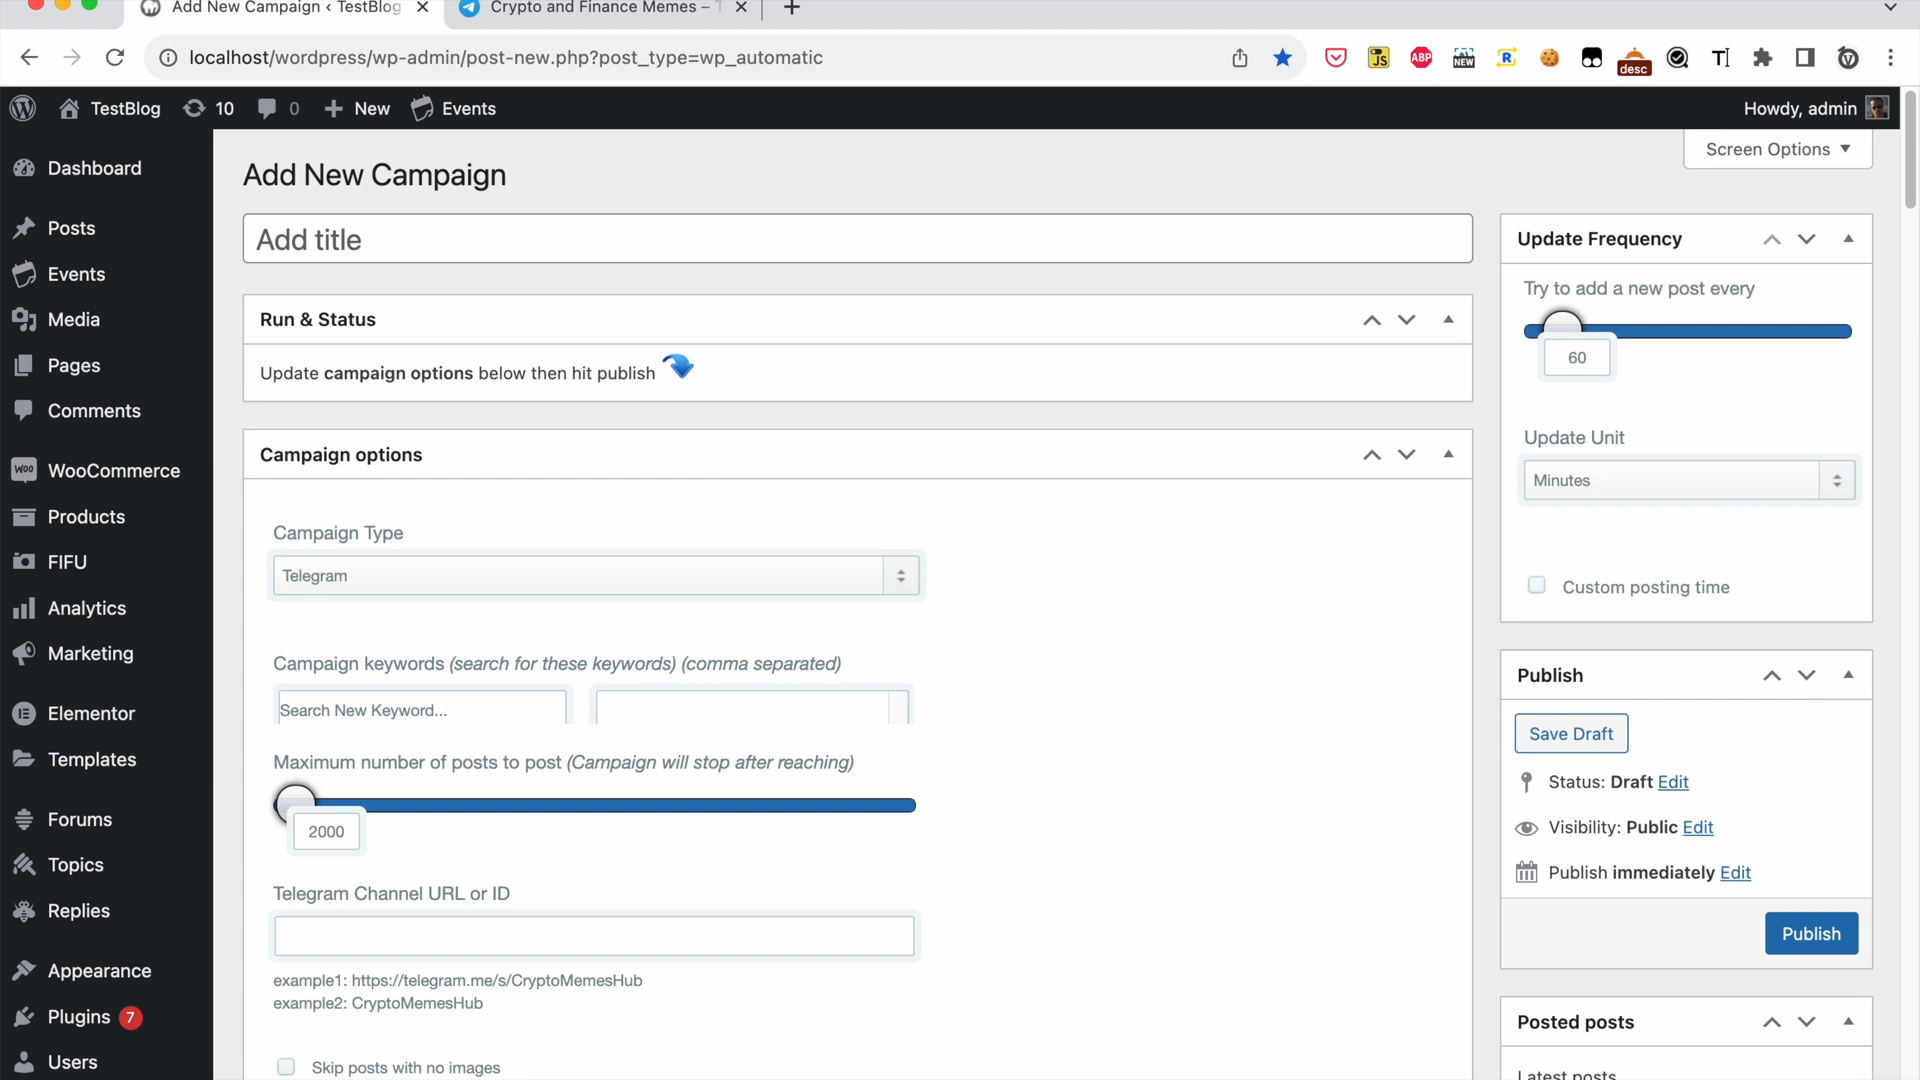 Add New Campaign ‹ TestBlog
Crypto and Finance Memes –
localhost/wordpress/wp-admin/post-new.php?post_type=wp_automatic
JS
ABP
NEW
R
desc
TestBlog
10
0
New
Events
Howdy, admin
Screen Options
Dashboard
Posts
Events
Media
Pages
Comments
WOO
WooCommerce
Products
FIFU
Analytics
Marketing
Elementor
Templates
Forums
Topics
Replies
Appearance
Plugins 7
Users
Add New Campaign
Add title
Run & Status
Update campaign options below then hit publish
Campaign options
Campaign Type
Telegram
Campaign keywords (search for these keywords) (comma separated)
Search New Keyword...
Maximum number of posts to post (Campaign will stop after reaching)
2000
Telegram Channel URL or ID
example1: https://telegram.me/s/CryptoMemesHub
example2: CryptoMemesHub
Skip posts with no images
Update Frequency
Try to add a new post every
60
Update Unit
Minutes
Custom posting time
Publish
Save Draft
Status: Draft Edit
Visibility: Public Edit
Publish immediately Edit
Publish
Posted posts
Latest posts